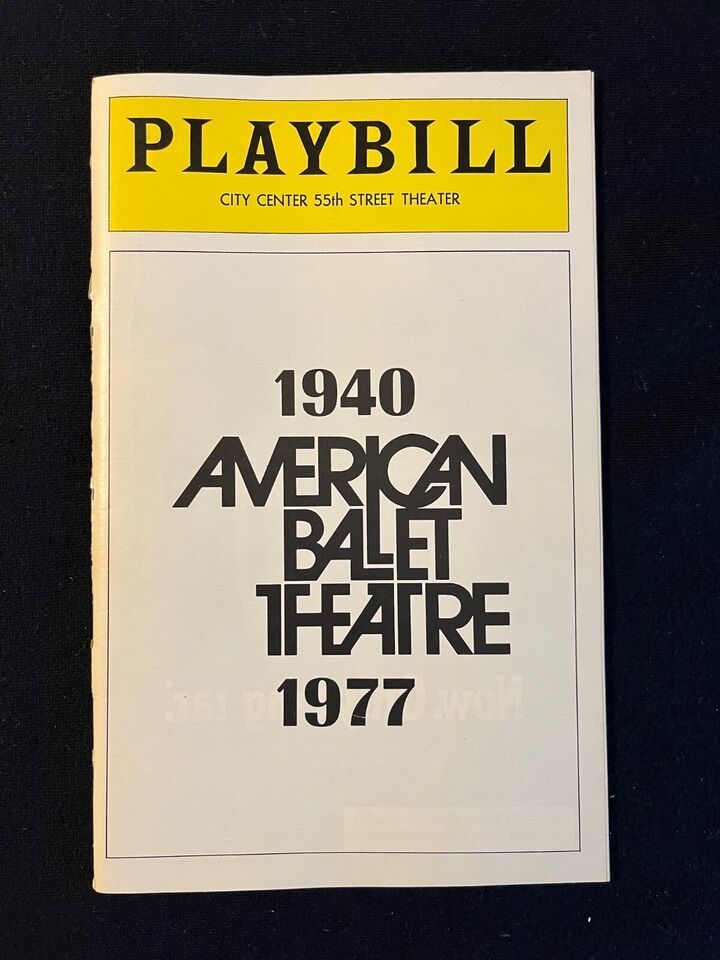 PLAYBILL
CITY CENTER 55th STREET THEATER
1940
AMERICAN
BALLET
THEATRE
1977